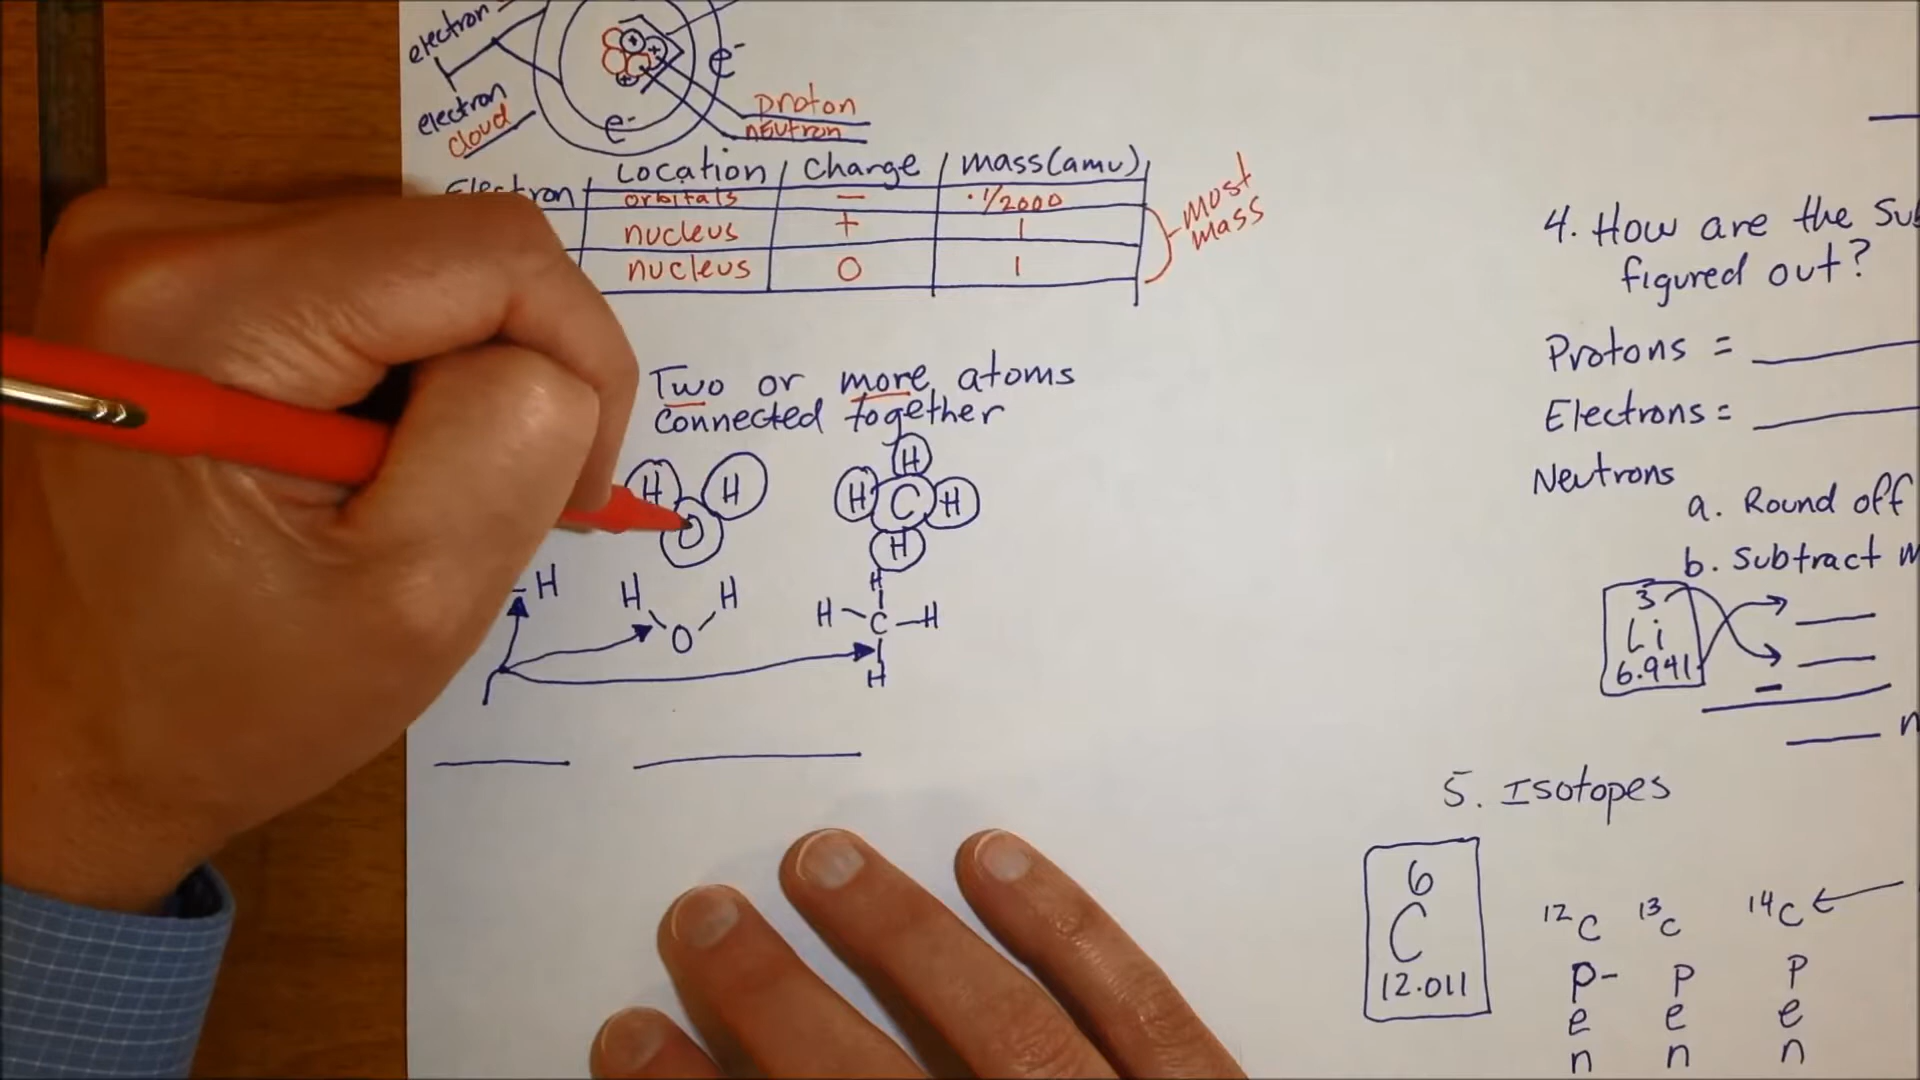 electron
electron
cloud
e-
e-
+
+
+
proton
neutron
Location Charge mass(amu)
Electron orbitals - 1/2000
nucleus + 1
nucleus 0 1
most
mass
Two or more atoms
connected together
H H
O
H
H C H
H
-H
H H
O
H
H-C-H
H
4. How are the
figured out?
Protons =
Electrons =
Neutrons
a. Round off
b. Subtract
3
Li
6.941
-
n
5. Isotopes
6
C
12.011
12C 13C 14C
p- p p
e e e
n n n